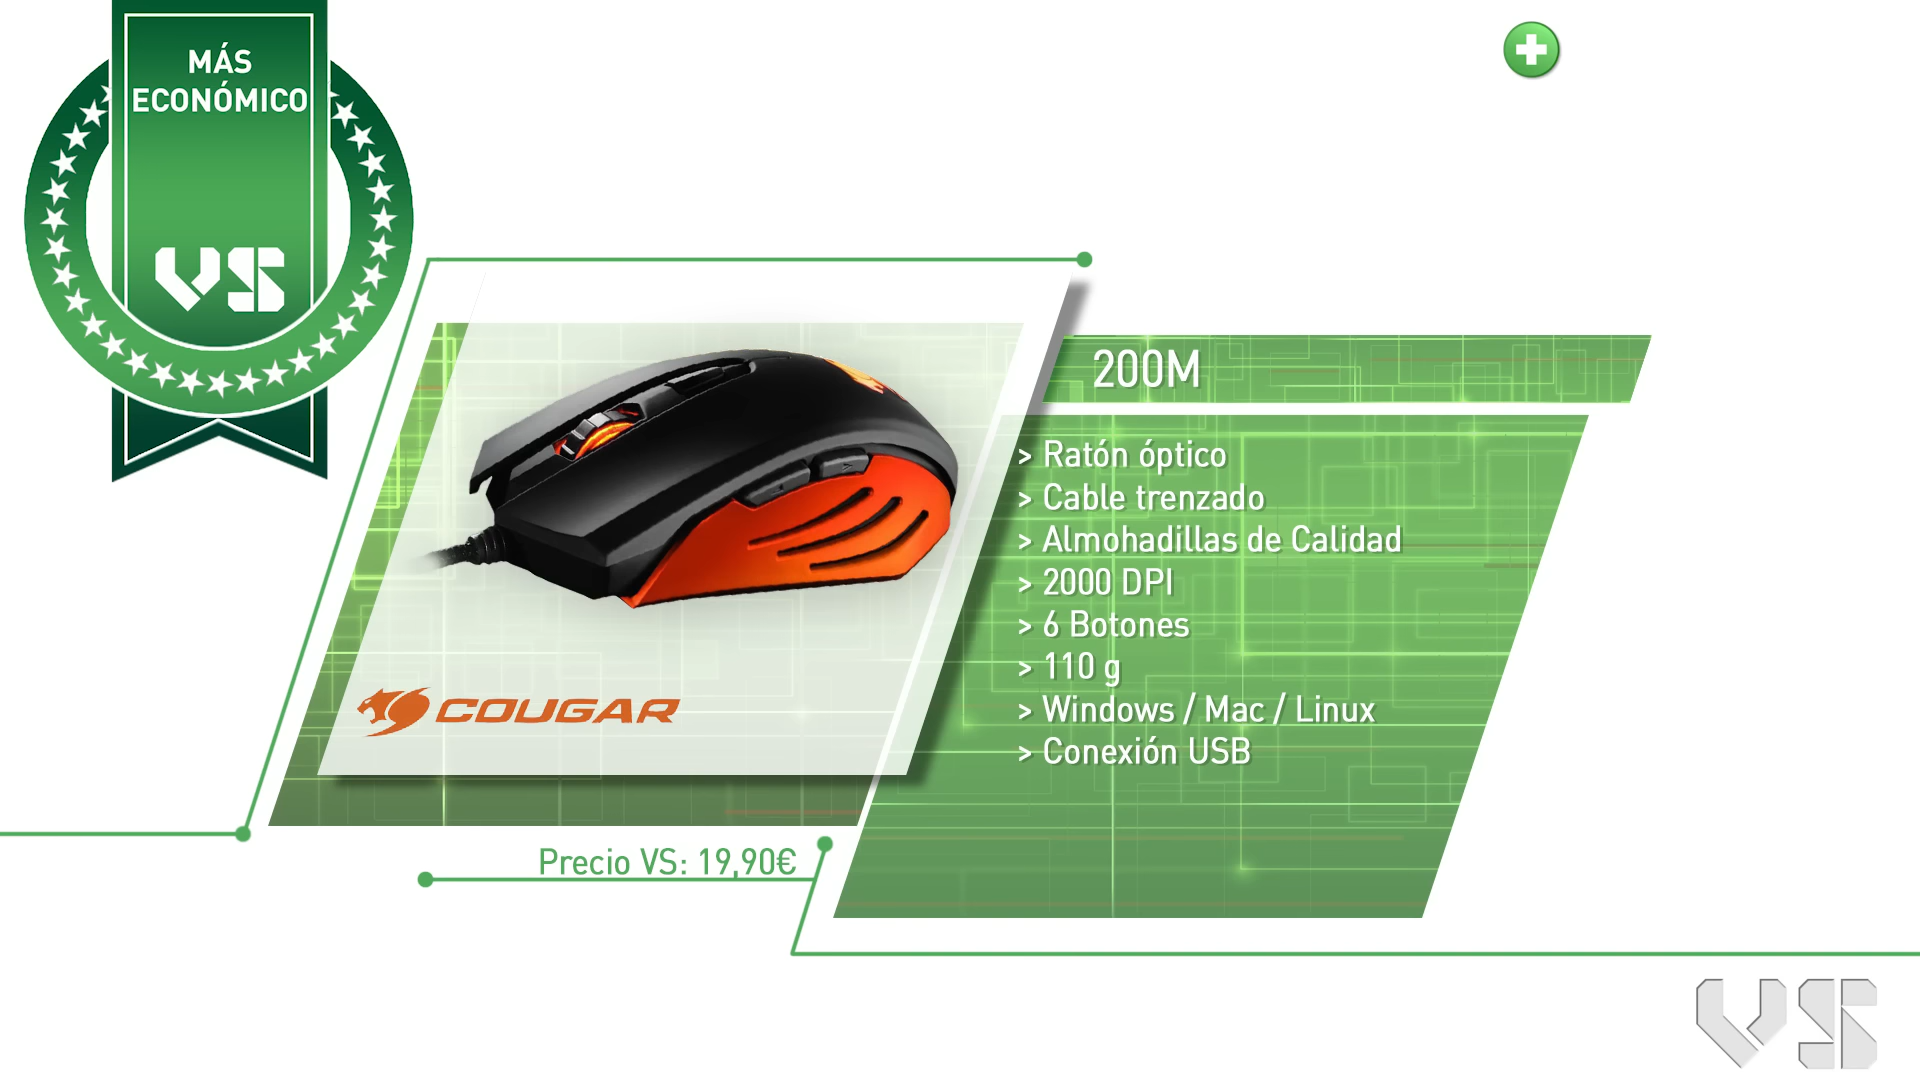 MÁS
ECONÓMICO
VS
200M
> Ratón óptico
> Cable trenzado
> Almohadillas de Calidad
> 2000 DPI
> 6 Botones
> 110 g
> Windows / Mac / Linux
> Conexión USB
COUGAR
Precio VS: 19,90€
VS